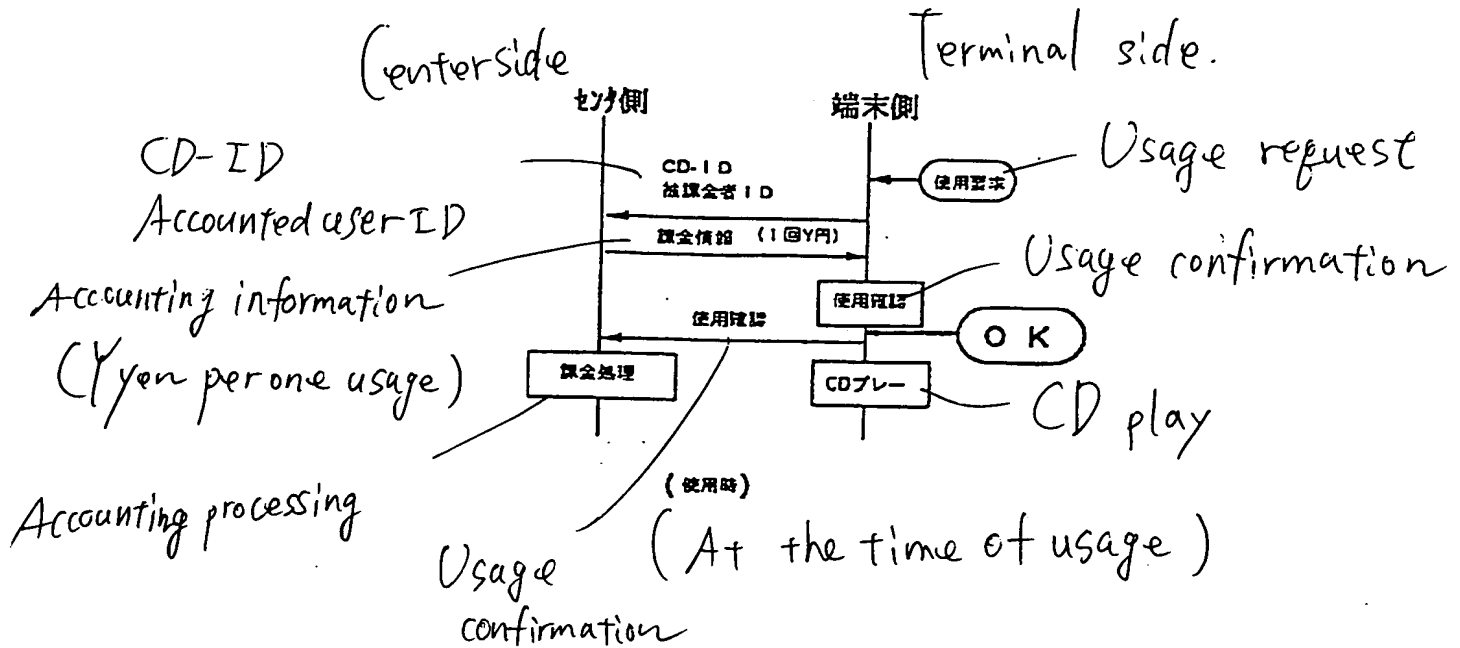 Center side
Terminal side.
センタ側
端末側
CD-ID
Accounted user ID
CD-ID
被課金者ID
使用要求
Usage request
課金情報 (1回Y円)
Accounting information
(Y yen per one usage)
使用確認
Usage confirmation
使用確認
OK
課金処理
CDプレー
CD play
Accounting processing
(使用時)
(At the time of usage)
Usage
confirmation